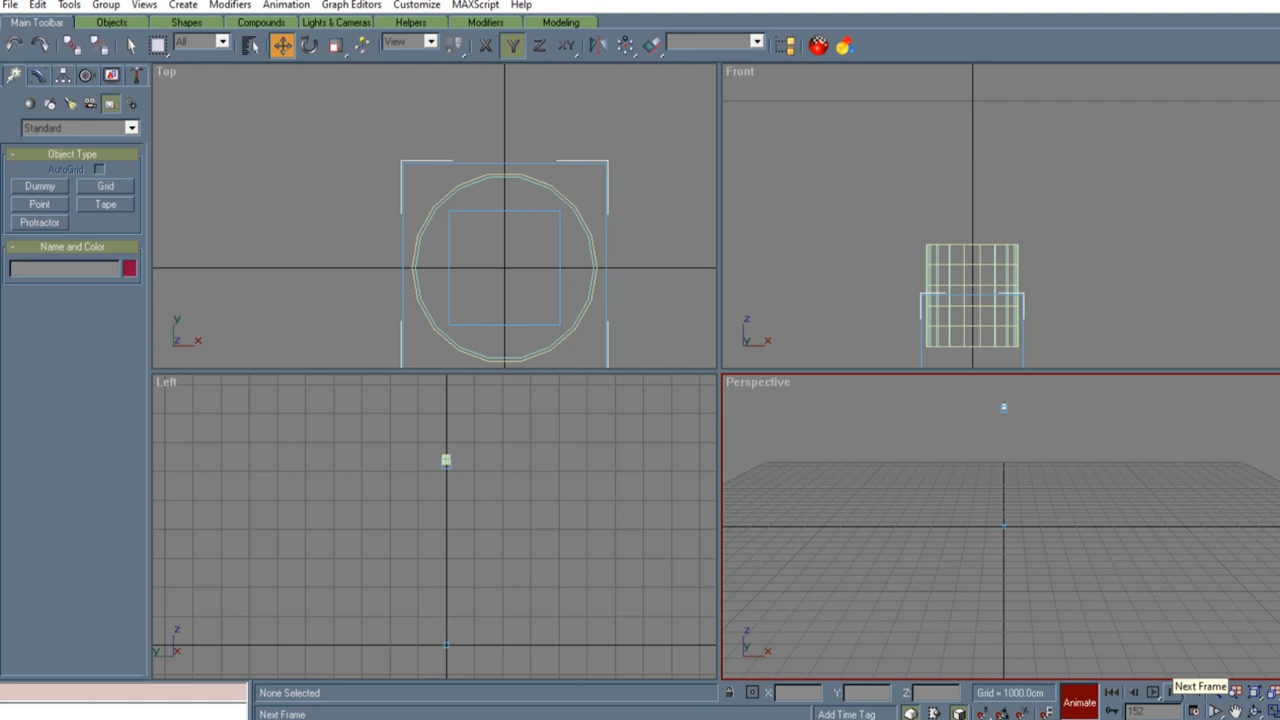 File Edit Tools Group Views Create Modifiers Animation Graph Editors Customize MAXScript Help
Main Toolbar Objects Shapes Compounds Lights & Cameras Helpers Modifiers Modeling
All View X Y Z XY
Top
Front
Standard
- Object Type
AutoGrid
Dummy Grid
Point Tape
Protractor
- Name and Color
y
z x
z
y x
Left
Perspective
z
y x
z
y x
Next Frame
None Selected X: Y: Z: Grid = 1000.0cm Animate
Next Frame Add Time Tag 152